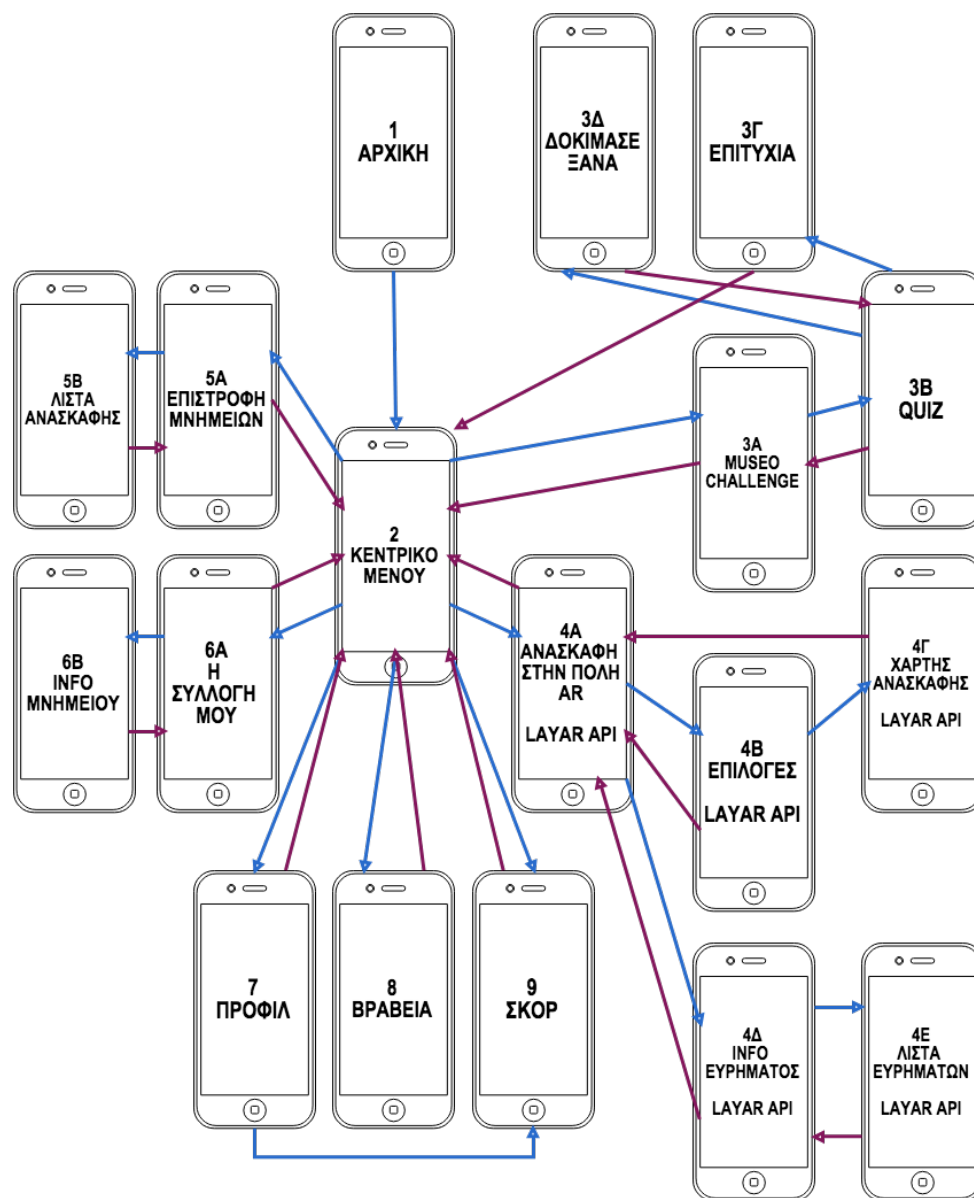 1
ΑΡΧΙΚΗ
3Δ
ΔΟΚΙΜΑΣΕ
ΞΑΝΑ
3Γ
ΕΠΙΤΥΧΙΑ
5Β
ΛΙΣΤΑ
ΑΝΑΣΚΑΦΗΣ
5Α
ΕΠΙΣΤΡΟΦΗ
ΜΝΗΜΕΙΩΝ
3Β
QUIZ
3Α
MUSEO
CHALLENGE
2
ΚΕΝΤΡΙΚΟ
ΜΕΝΟΥ
6Β
INFO
ΜΝΗΜΕΙΟΥ
6Α
Η
ΣΥΛΛΟΓΗ
ΜΟΥ
4Α
ΑΝΑΣΚΑΦΗ
ΣΤΗΝ ΠΟΛΗ
AR
LAYAR API
4Γ
ΧΑΡΤΗΣ
ΑΝΑΣΚΑΦΗΣ
LAYAR API
4Β
ΕΠΙΛΟΓΕΣ
LAYAR API
7
ΠΡΟΦΙΛ
8
ΒΡΑΒΕΙΑ
9
ΣΚΟΡ
4Δ
INFO
ΕΥΡΗΜΑΤΟΣ
LAYAR API
4Ε
ΛΙΣΤΑ
ΕΥΡΗΜΑΤΩΝ
LAYAR API